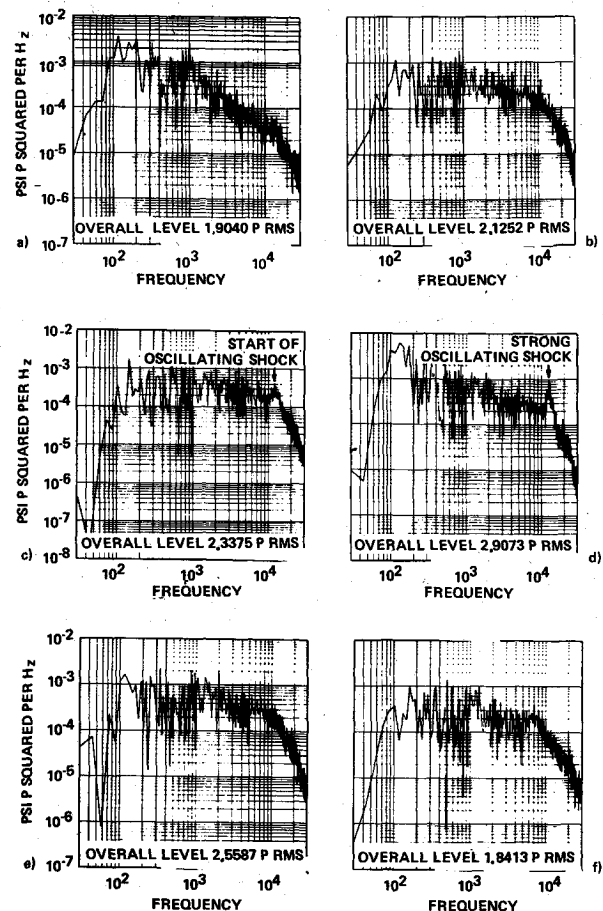 PSI P SQUARED PER Hz
10-2
10-3
10-4
10-5
10-6
10-7
OVERALL LEVEL 1,9040 P RMS
102 103 104
FREQUENCY
a)
OVERALL LEVEL 2,1252 P RMS
102 103 104
FREQUENCY
b)
PSI P SQUARED PER Hz
10-2
10-3
10-4
10-5
10-6
10-7
10-8
START OF
OSCILLATING SHOCK
OVERALL LEVEL 2,3375 P RMS
102 103 104
FREQUENCY
c)
STRONG
OSCILLATING SHOCK
OVERALL LEVEL 2,9073 P RMS
102 103 104
FREQUENCY
d)
PSI P SQUARED PER Hz
10-2
10-3
10-4
10-5
10-6
10-7
OVERALL LEVEL 2,5587 P RMS
102 103 104
FREQUENCY
e)
OVERALL LEVEL 1,8413 P RMS
102 103 104
FREQUENCY
f)